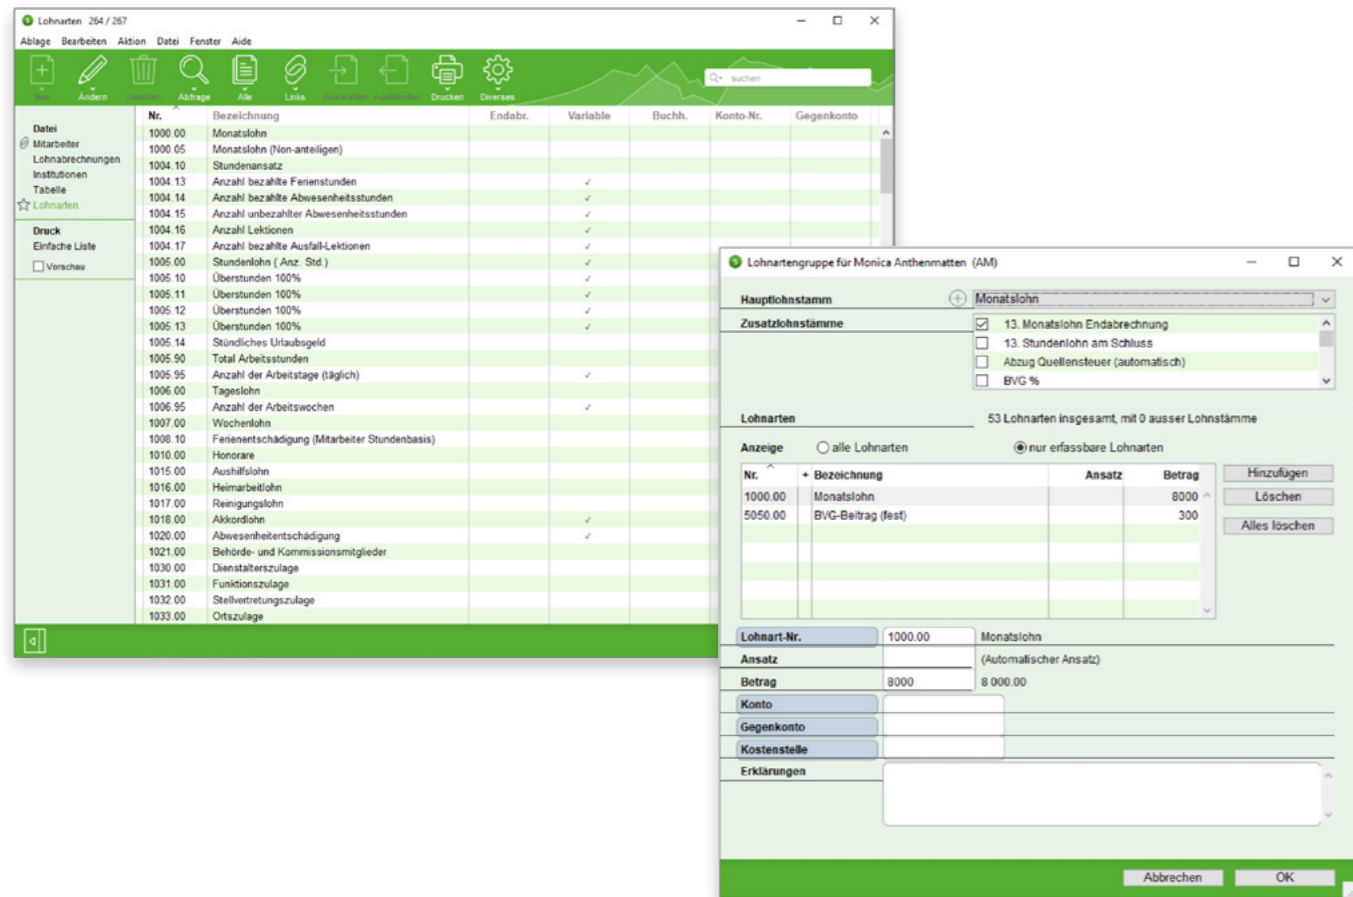 Lohnarten 264 / 267
Ablage Bearbeiten Aktion Datei Fenster Aide
Neu Ändern Löschen Abfrage Alle Links Auswählen Ausblenden Drucken Diverses
suchen
Datei
Mitarbeiter
Lohnabrechnungen
Institutionen
Tabelle
Lohnarten
Druck
Einfache Liste
Vorschau
Nr. Bezeichnung Endabr. Variable Buchh. Konto-Nr. Gegenkonto
1000.00 Monatslohn
1000.05 Monatslohn (Non-anteiligen)
1004.10 Stundenansatz
1004.13 Anzahl bezahlte Ferienstunden ✓
1004.14 Anzahl bezahlte Abwesenheitsstunden ✓
1004.15 Anzahl unbezahlter Abwesenheitsstunden ✓
1004.16 Anzahl Lektionen ✓
1004.17 Anzahl bezahlte Ausfall-Lektionen ✓
1005.00 Stundenlohn ( Anz. Std.) ✓
1005.10 Überstunden 100% ✓
1005.11 Überstunden 100% ✓
1005.12 Überstunden 100% ✓
1005.13 Überstunden 100% ✓
1005.14 Stündliches Urlaubsgeld
1005.90 Total Arbeitsstunden
1005.95 Anzahl der Arbeitstage (täglich) ✓
1006.00 Tageslohn
1006.95 Anzahl der Arbeitswochen ✓
1007.00 Wochenlohn
1008.10 Ferienentschädigung (Mitarbeiter Stundenbasis)
1010.00 Honorare
1015.00 Aushilfslohn
1016.00 Heimarbeitlohn
1017.00 Reinigungslohn
1018.00 Akkordlohn ✓
1020.00 Abwesenheitentschädigung ✓
1021.00 Behörde- und Kommissionsmitglieder
1030.00 Dienstalterszulage
1031.00 Funktionszulage
1032.00 Stellvertretungszulage
1033.00 Ortszulage
Lohnartengruppe für Monica Anthenmatten (AM)
Hauptlohnstamm Monatslohn
Zusatzlohnstämme
13. Monatslohn Endabrechnung
13. Stundenlohn am Schluss
Abzug Quellensteuer (automatisch)
BVG %
Lohnarten 53 Lohnarten insgesamt, mit 0 ausser Lohnstämme
Anzeige alle Lohnarten nur erfassbare Lohnarten
Nr. + Bezeichnung Ansatz Betrag
1000.00 Monatslohn 8000
5050.00 BVG-Beitrag (fest) 300
Hinzufügen
Löschen
Alles löschen
Lohnart-Nr. 1000.00 Monatslohn
Ansatz (Automatischer Ansatz)
Betrag 8000 8 000.00
Konto
Gegenkonto
Kostenstelle
Erklärungen
Abbrechen OK